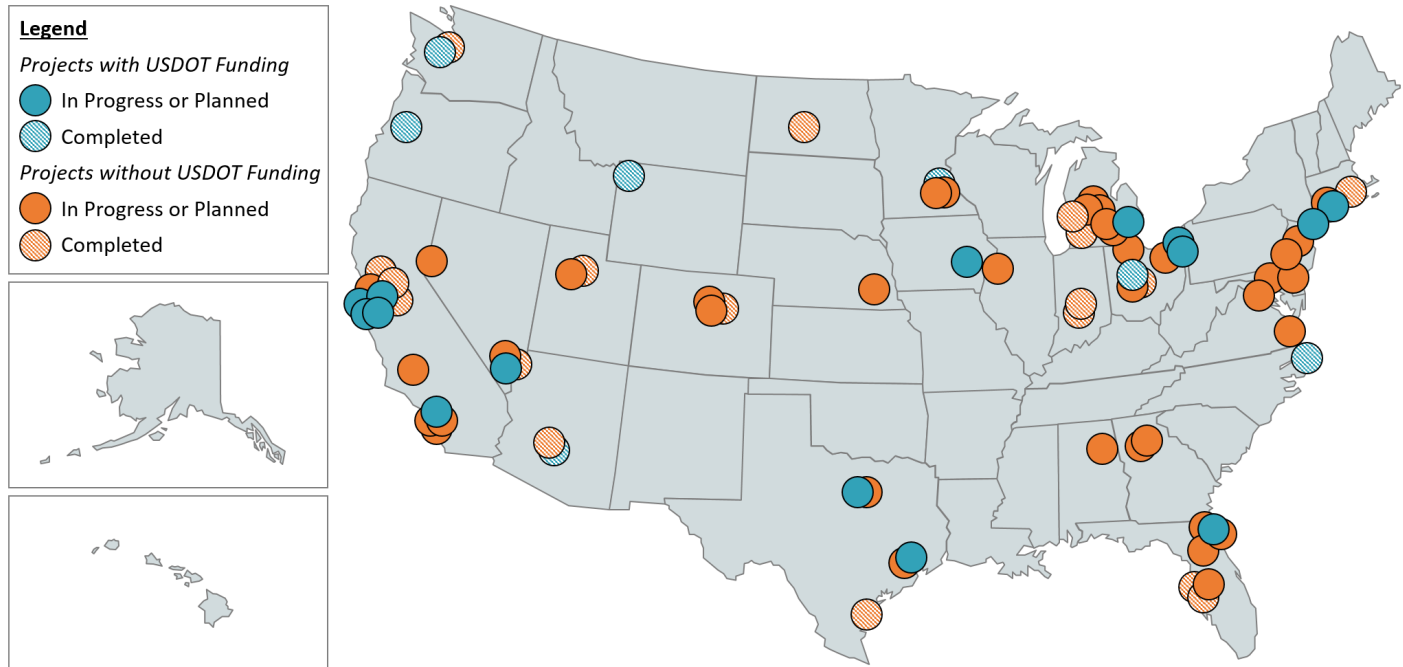 Legend
Projects with USDOT Funding
In Progress or Planned
Completed
Projects without USDOT Funding
In Progress or Planned
Completed